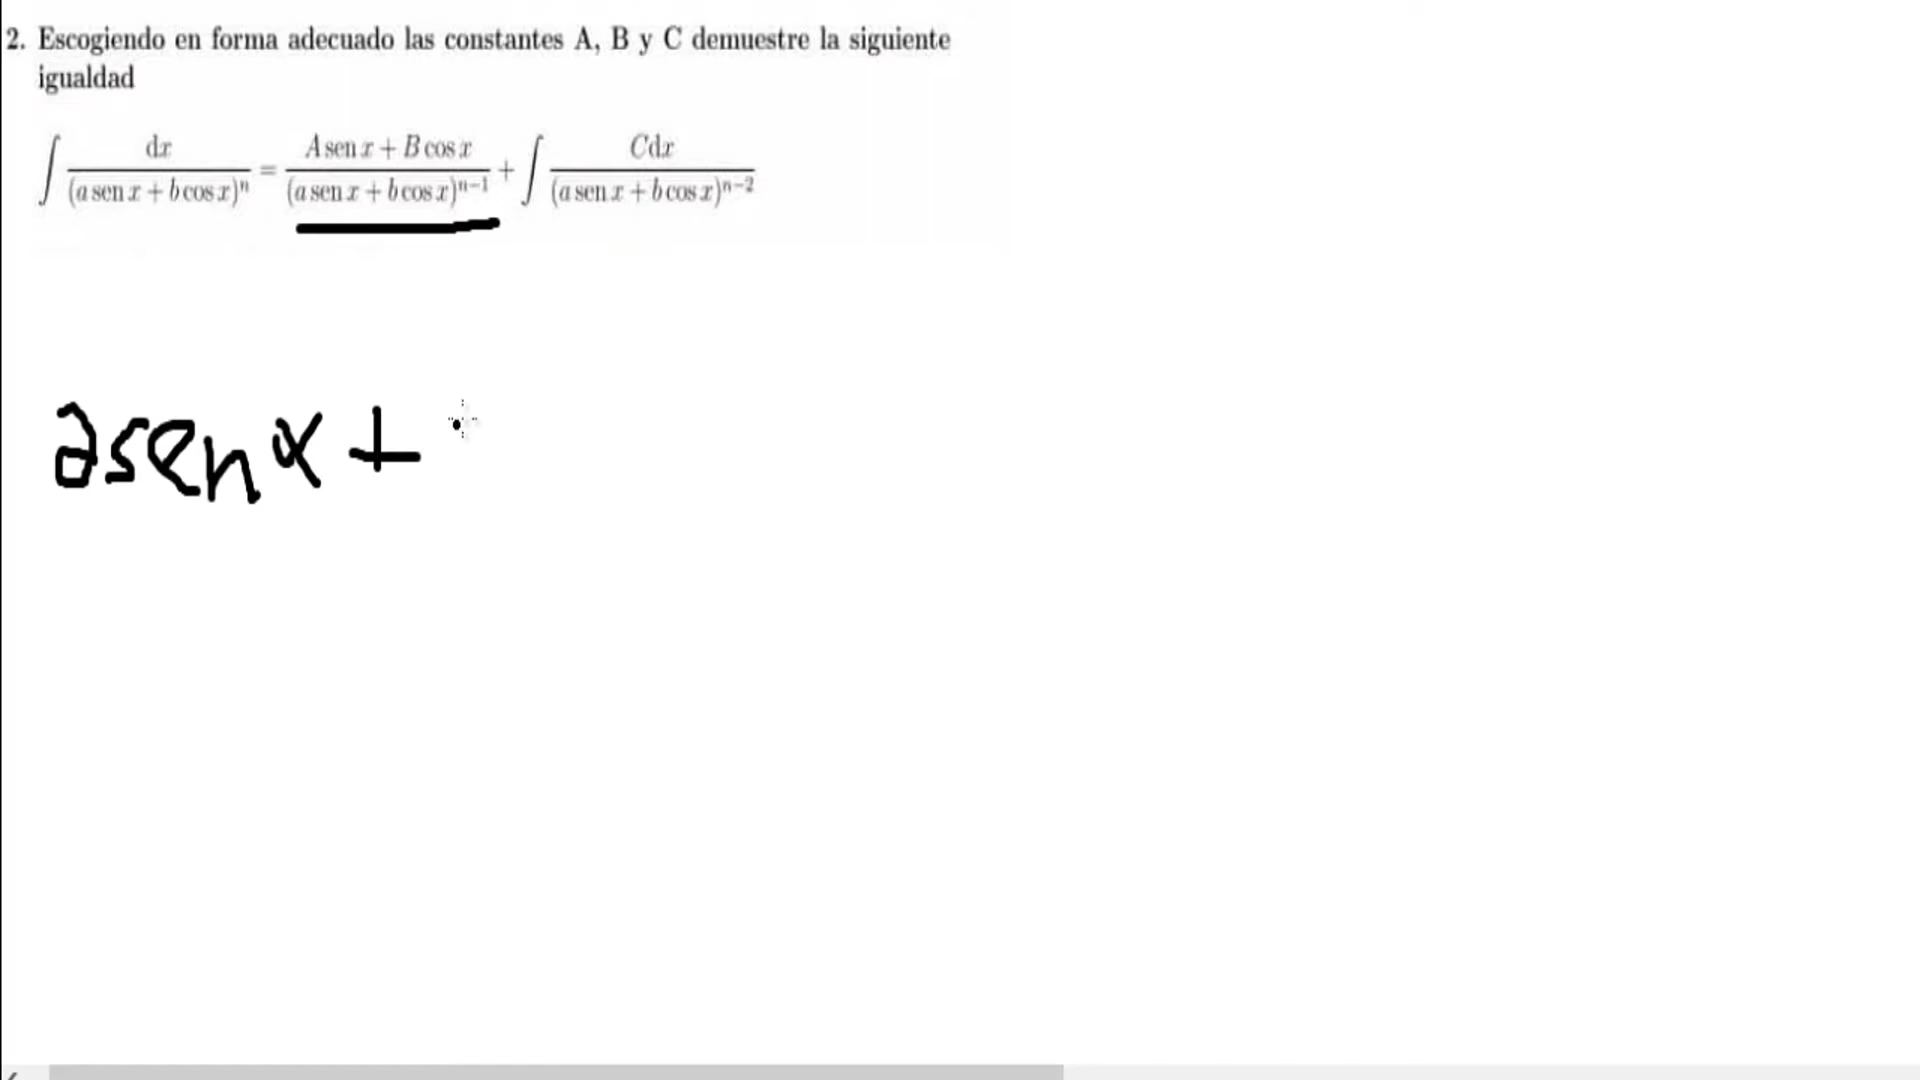 2. Escogiendo en forma adecuado las constantes A, B y C demuestre la siguiente
igualdad
∫ dx / (a sen x + b cos x)ⁿ = A sen x + B cos x / (a sen x + b cos x)ⁿ⁻¹ + ∫ Cdx / (a sen x + b cos x)ⁿ⁻²
asenx +